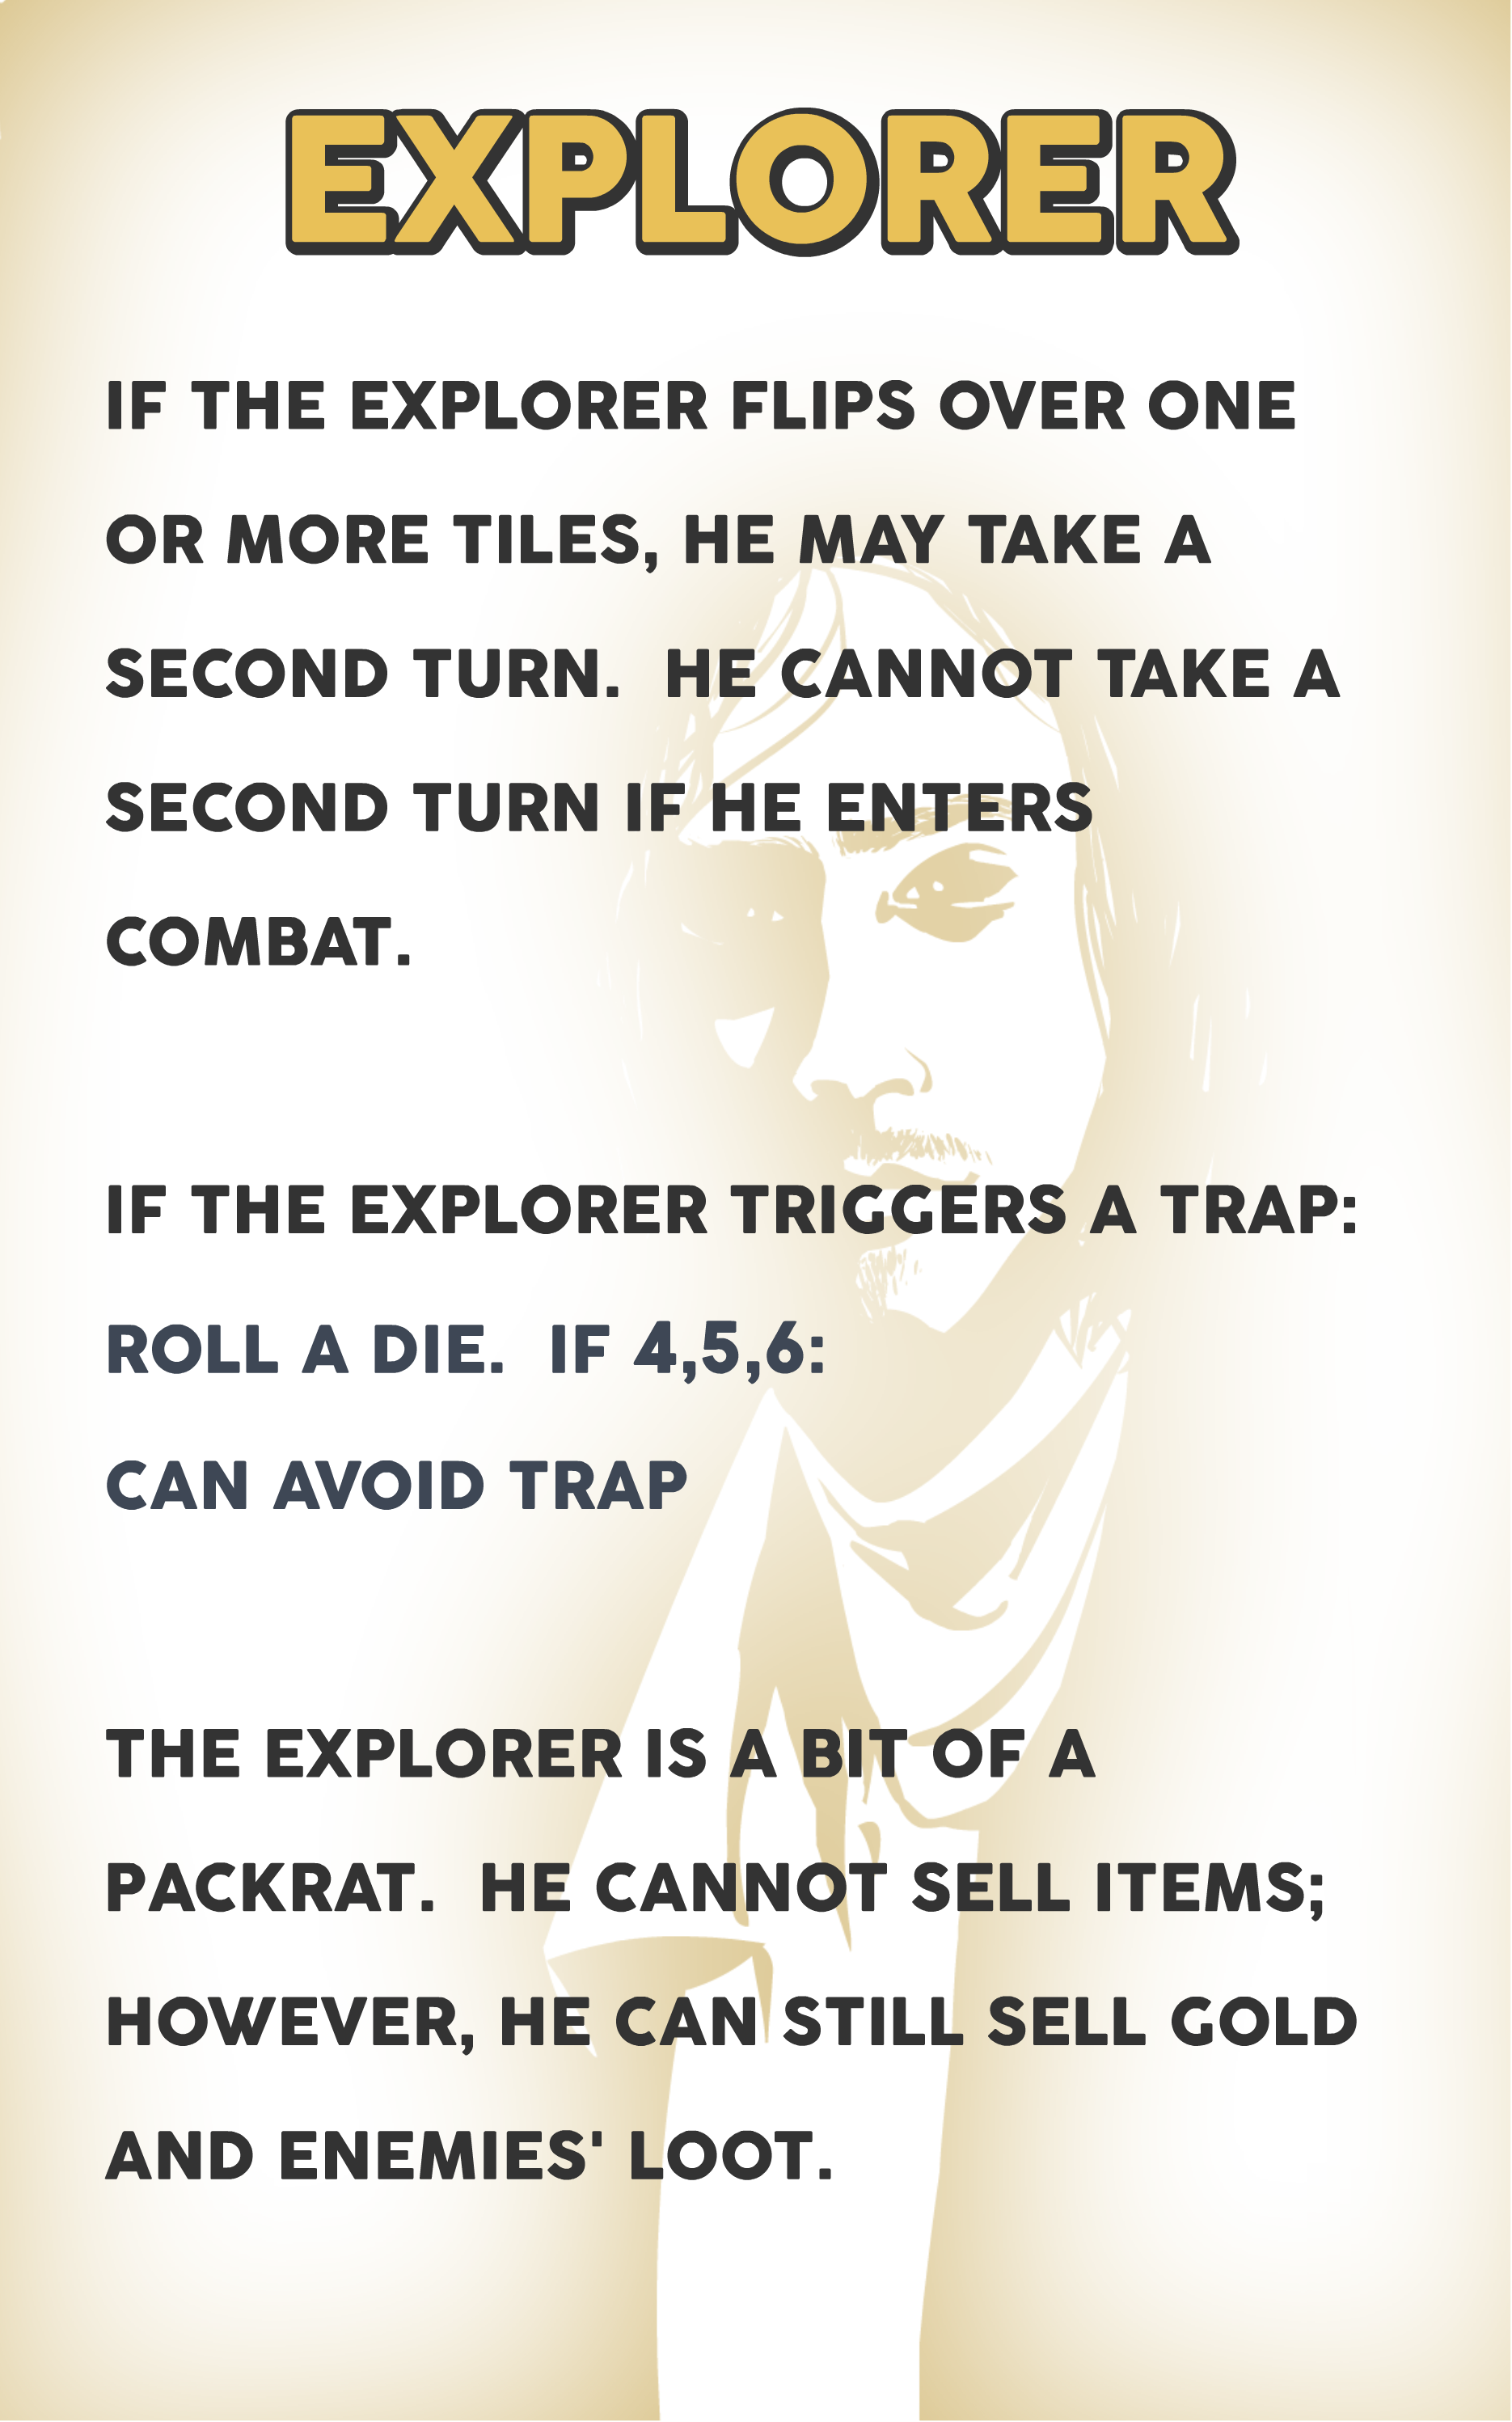 EXPLORER
IF THE EXPLORER FLIPS OVER ONE
OR MORE TILES, HE MAY TAKE A
SECOND TURN.  HE CANNOT TAKE A
SECOND TURN IF HE ENTERS
COMBAT.
IF THE EXPLORER TRIGGERS A TRAP:
ROLL A DIE.  IF 4,5,6:
CAN AVOID TRAP
THE EXPLORER IS A BIT OF A
PACKRAT.  HE CANNOT SELL ITEMS;
HOWEVER, HE CAN STILL SELL GOLD
AND ENEMIES' LOOT.